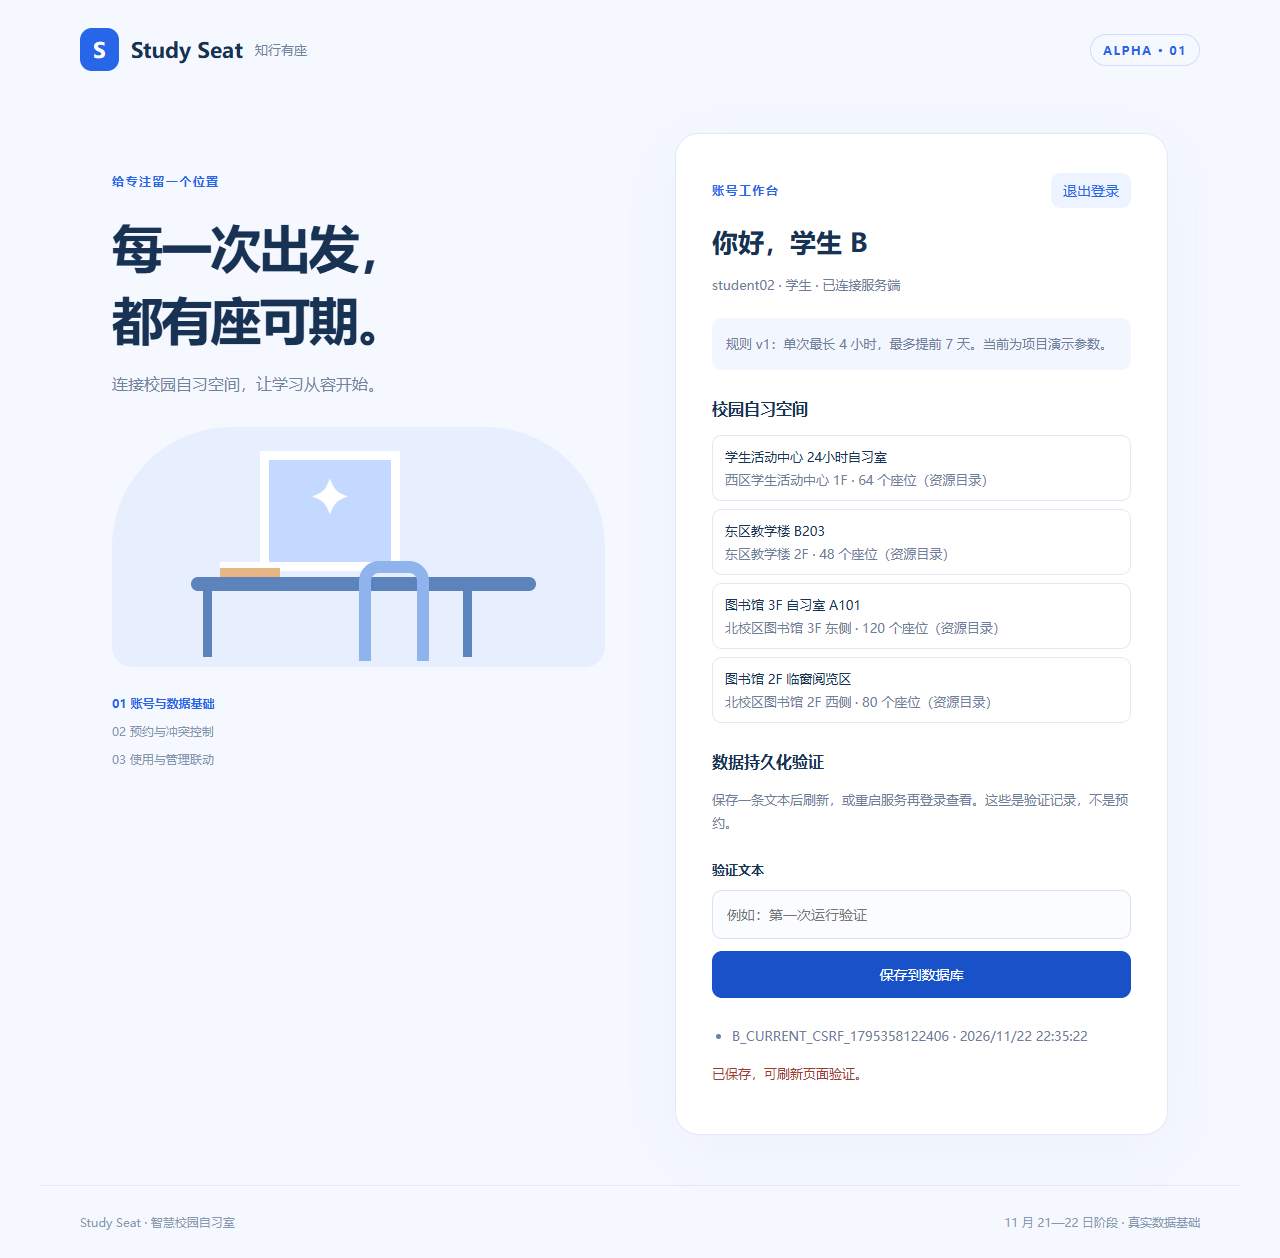 S Study Seat 知行有座
ALPHA • 01
给专注留一个位置
每一次出发，
都有座可期。
连接校园自习空间，让学习从容开始。
01 账号与数据基础
02 预约与冲突控制
03 使用与管理联动
账号工作台
退出登录
你好，学生 B
student02 · 学生 · 已连接服务端
规则 v1：单次最长 4 小时，最多提前 7 天。当前为项目演示参数。
校园自习空间
学生活动中心 24小时自习室
西区学生活动中心 1F · 64 个座位（资源目录）
东区教学楼 B203
东区教学楼 2F · 48 个座位（资源目录）
图书馆 3F 自习室 A101
北校区图书馆 3F 东侧 · 120 个座位（资源目录）
图书馆 2F 临窗阅览区
北校区图书馆 2F 西侧 · 80 个座位（资源目录）
数据持久化验证
保存一条文本后刷新，或重启服务再登录查看。这些是验证记录，不是预
约。
验证文本
例如：第一次运行验证
保存到数据库
• B_CURRENT_CSRF_1795358122406 · 2026/11/22 22:35:22
已保存，可刷新页面验证。
Study Seat · 智慧校园自习室
11 月 21—22 日阶段 · 真实数据基础